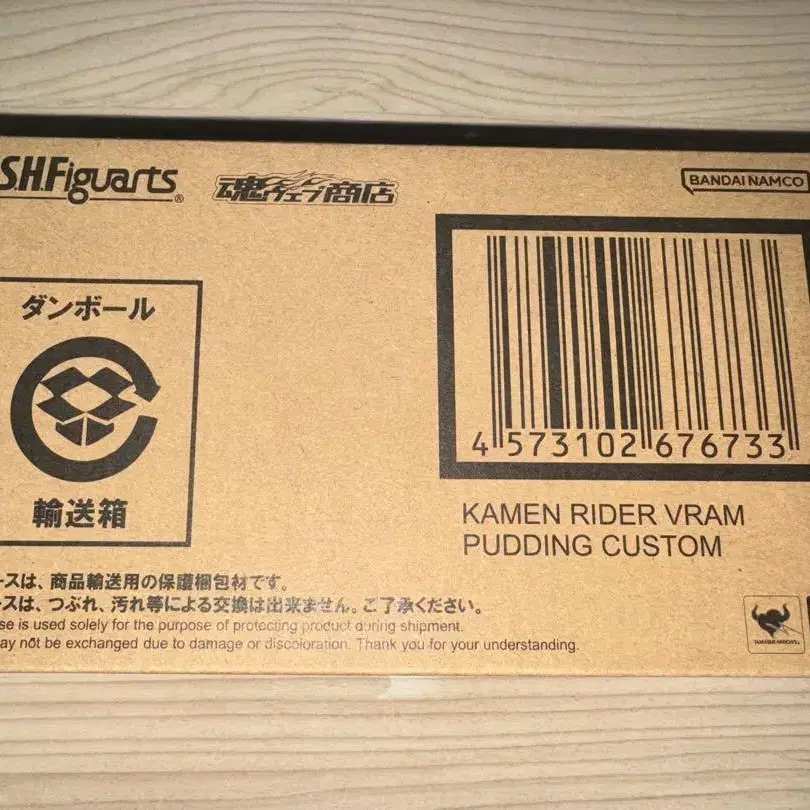 S.H.Figuarts ®
魂ウェブ商店
BANDAI NAMCO
ダンボール
輸送箱
4 573102 676733
KAMEN RIDER VRAM
PUDDING CUSTOM
ースは、商品輸送用の保護梱包材です。
ースは、つぶれ、汚れ等による交換は出来ません。ご了承ください。
se is used solely for the purpose of protecting product during shipment.
ay not be exchanged due to damage or discoloration. Thank you for your understanding.
TAMASHII NATIONS